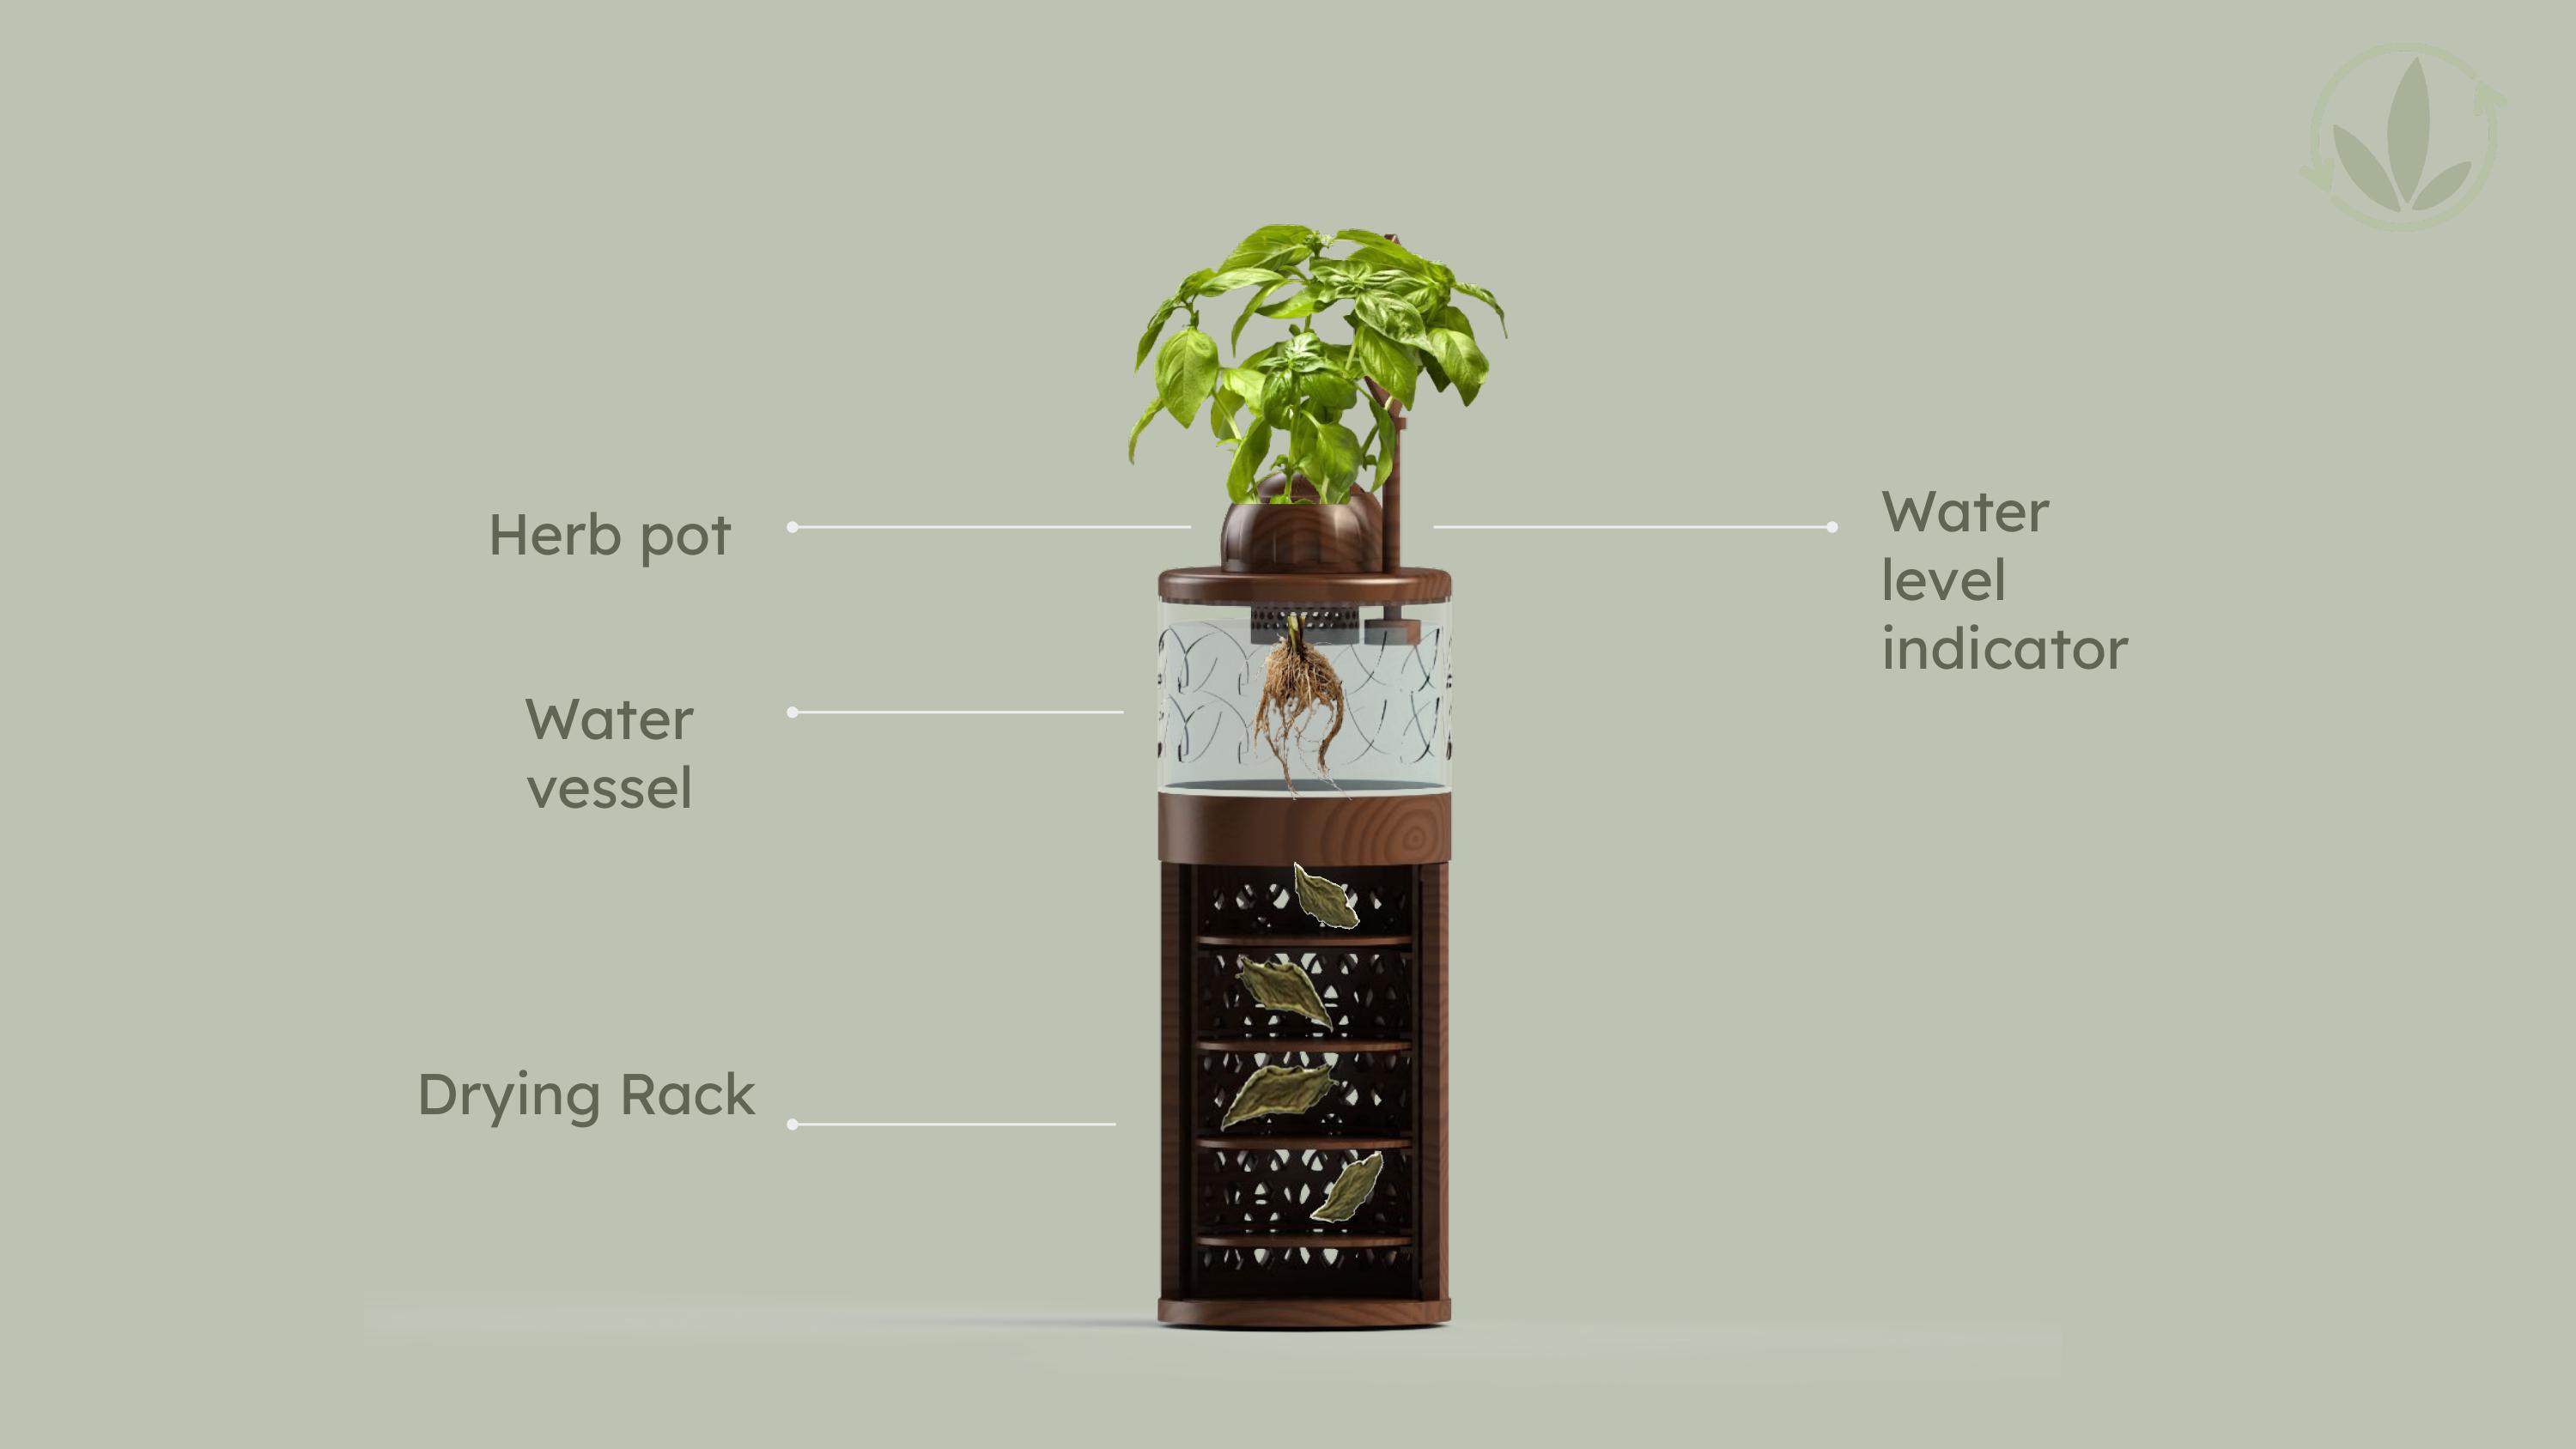 Herb pot
Water
level
indicator
Water
vessel
Drying Rack